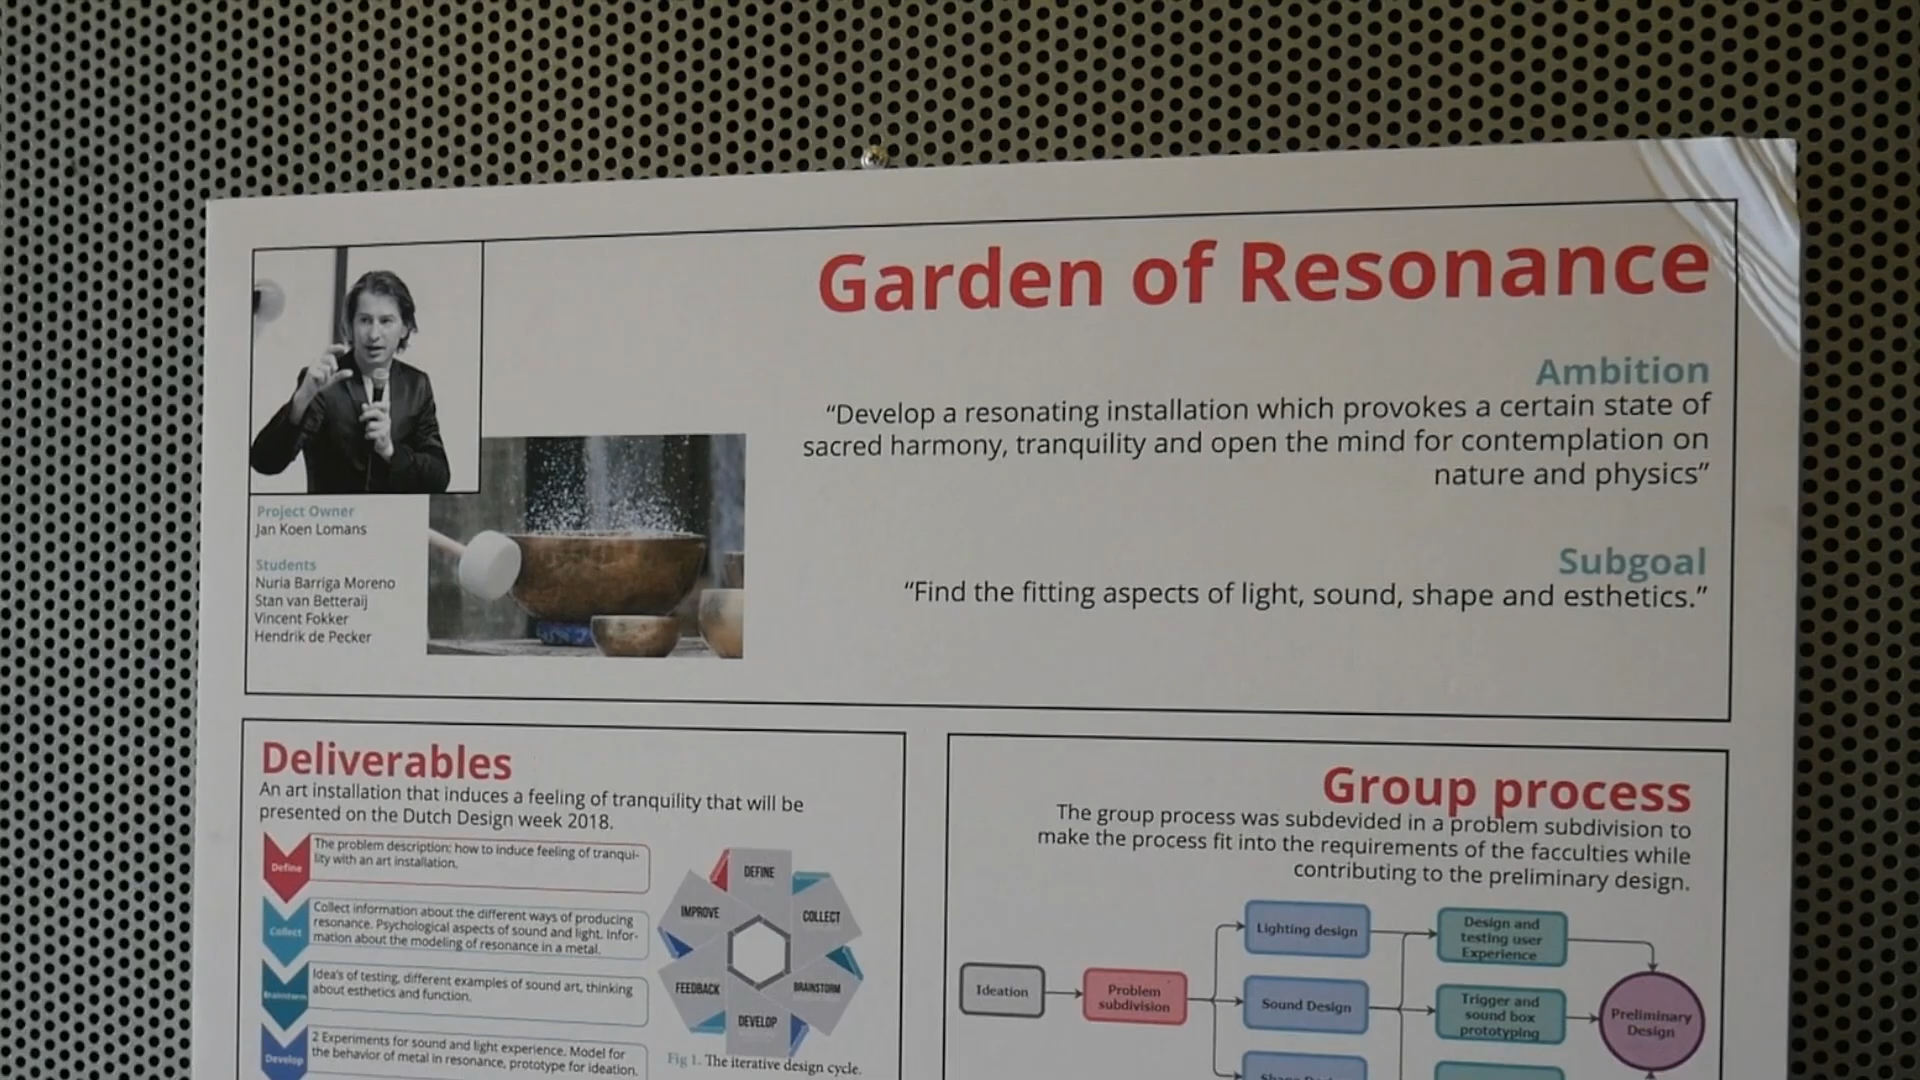 Garden of Resonance
Ambition
“Develop a resonating installation which provokes a certain state of
sacred harmony, tranquility and open the mind for contemplation on
nature and physics”
Subgoal
“Find the fitting aspects of light, sound, shape and esthetics.”
Project Owner
Jan Koen Lomans
Students
Nuria Barriga Moreno
Stan van Betteraij
Vincent Fokker
Hendrik de Pecker
Deliverables
An art installation that induces a feeling of tranquility that will be
presented on the Dutch Design week 2018.
Define
The problem description: how to induce feeling of tranqui-
lity with an art installation.
Collect
Collect information about the different ways of producing
resonance. Psychological aspects of sound and light. Infor-
mation about the modeling of resonance in a metal.
Brainstorm
Idea's of testing, different examples of sound art, thinking
about esthetics and function.
Develop
2 Experiments for sound and light experience. Model for
the behavior of metal in resonance, prototype for ideation.
DEFINE
COLLECT
BRAINSTORM
DEVELOP
FEEDBACK
IMPROVE
Fig 1. The iterative design cycle.
Group process
The group process was subdevided in a problem subdivision to
make the process fit into the requirements of the facculties while
contributing to the preliminary design.
Ideation
Problem
subdivision
Lighting design
Sound Design
Design and
testing user
Experience
Trigger and
sound box
prototyping
Preliminary
Design